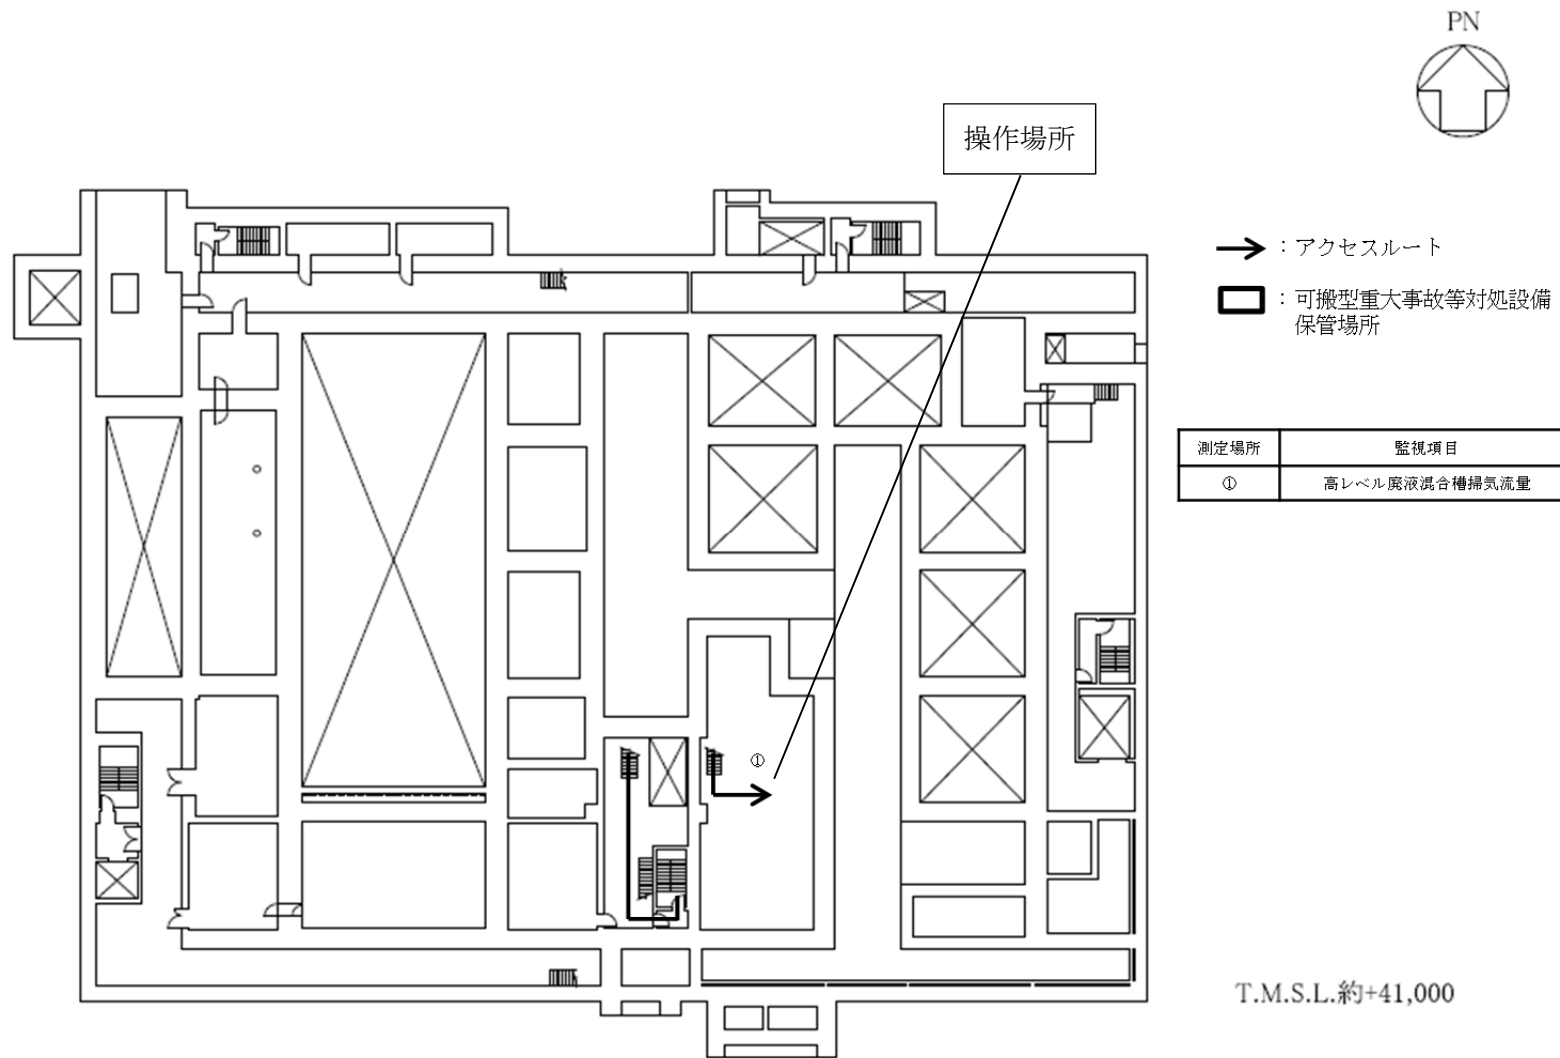 PN
操作場所
：アクセスルート
：可搬型重大事故等対処設備
保管場所
測定場所 監視項目
① 高レベル廃液混合槽掃気流量
①
T.M.S.L.約+41,000